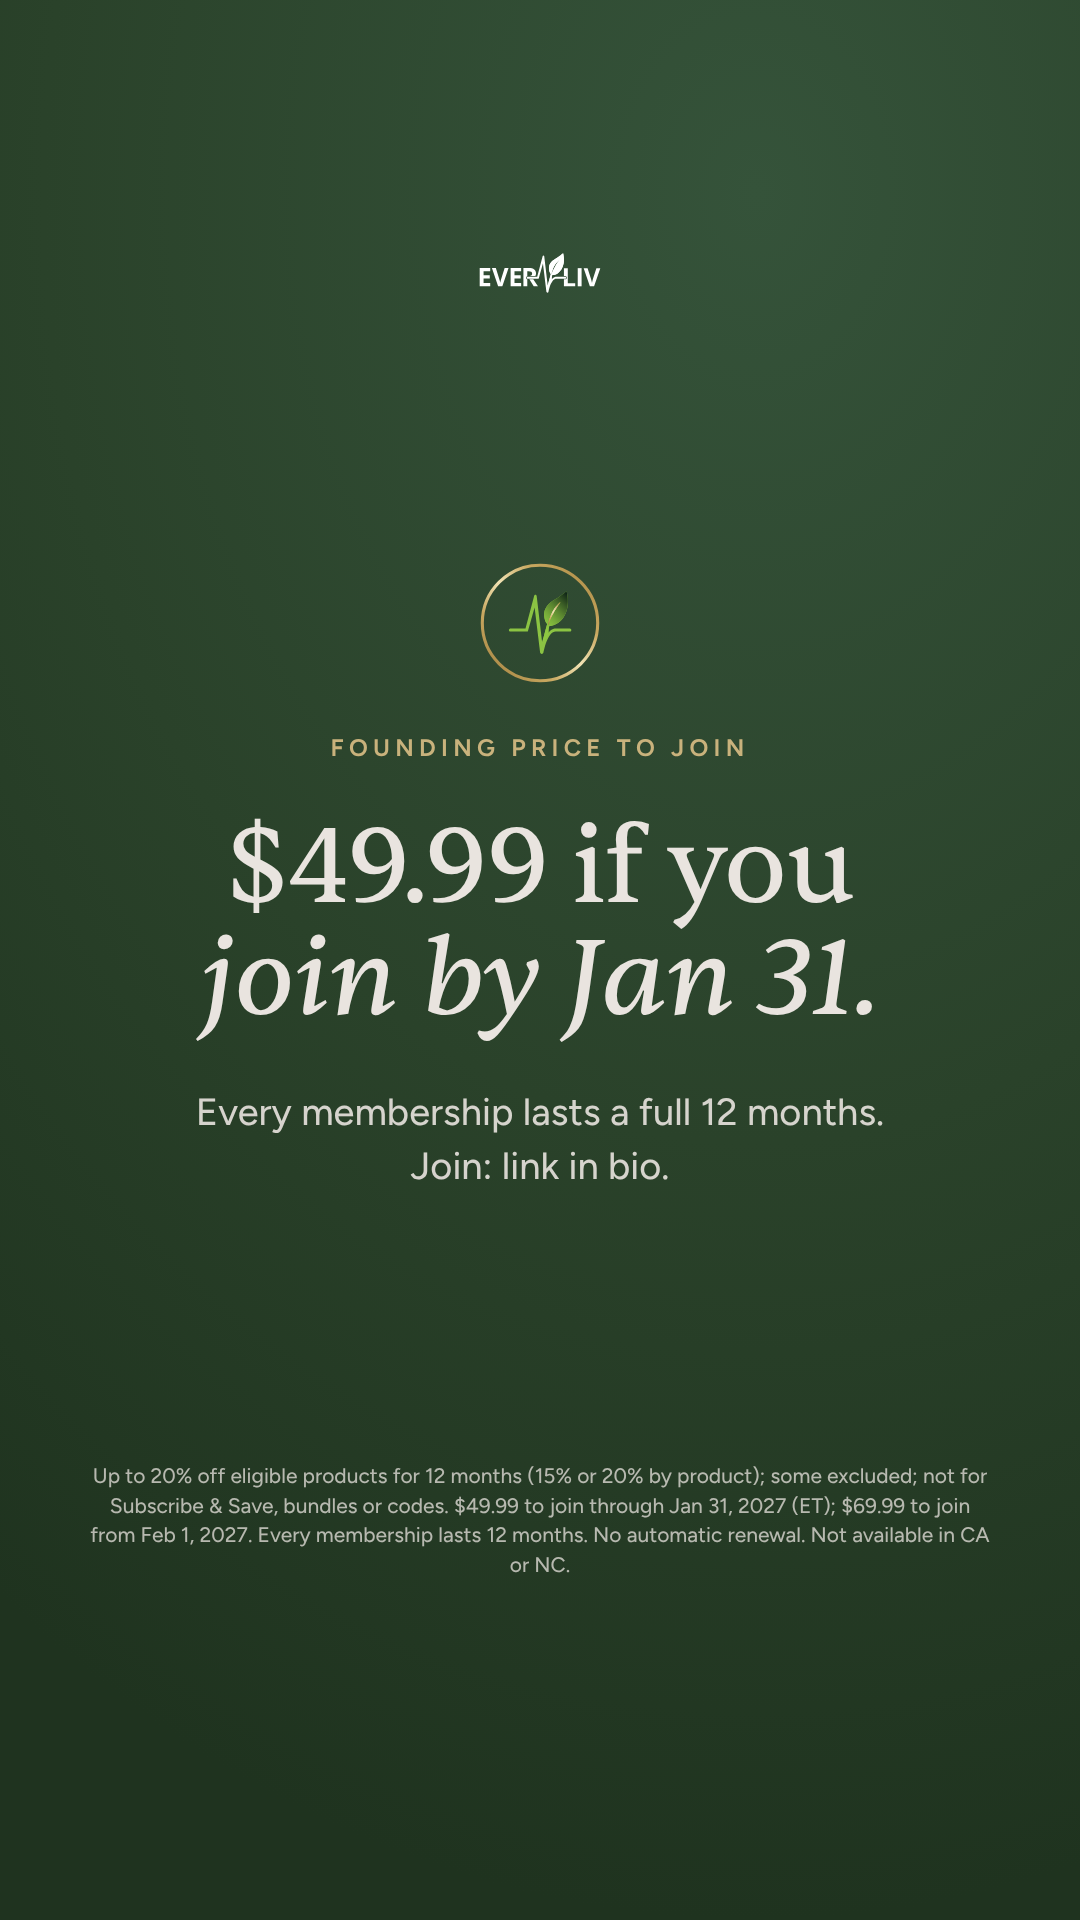 EVERLIV
FOUNDING PRICE TO JOIN
$49.99 if you
join by Jan 31.
Every membership lasts a full 12 months.
Join: link in bio.
Up to 20% off eligible products for 12 months (15% or 20% by product); some excluded; not for
Subscribe & Save, bundles or codes. $49.99 to join through Jan 31, 2027 (ET); $69.99 to join
from Feb 1, 2027. Every membership lasts 12 months. No automatic renewal. Not available in CA
or NC.